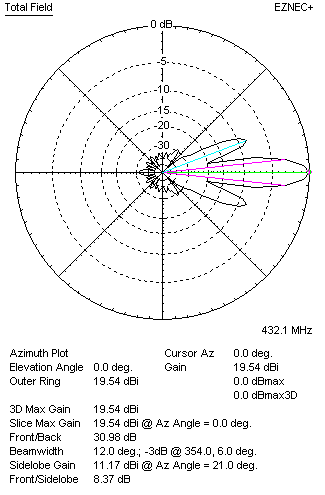 Total Field
EZNEC+
0 dB
-5
-10
-15
-20
-30
432.1 MHz
Azimuth Plot
Cursor Az 0.0 deg.
Elevation Angle 0.0 deg.
Gain 19.54 dBi
Outer Ring 19.54 dBi
0.0 dBmax
0.0 dBmax3D
3D Max Gain 19.54 dBi
Slice Max Gain 19.54 dBi @ Az Angle = 0.0 deg.
Front/Back 30.98 dB
Beamwidth 12.0 deg.; -3dB @ 354.0, 6.0 deg.
Sidelobe Gain 11.17 dBi @ Az Angle = 21.0 deg.
Front/Sidelobe 8.37 dB